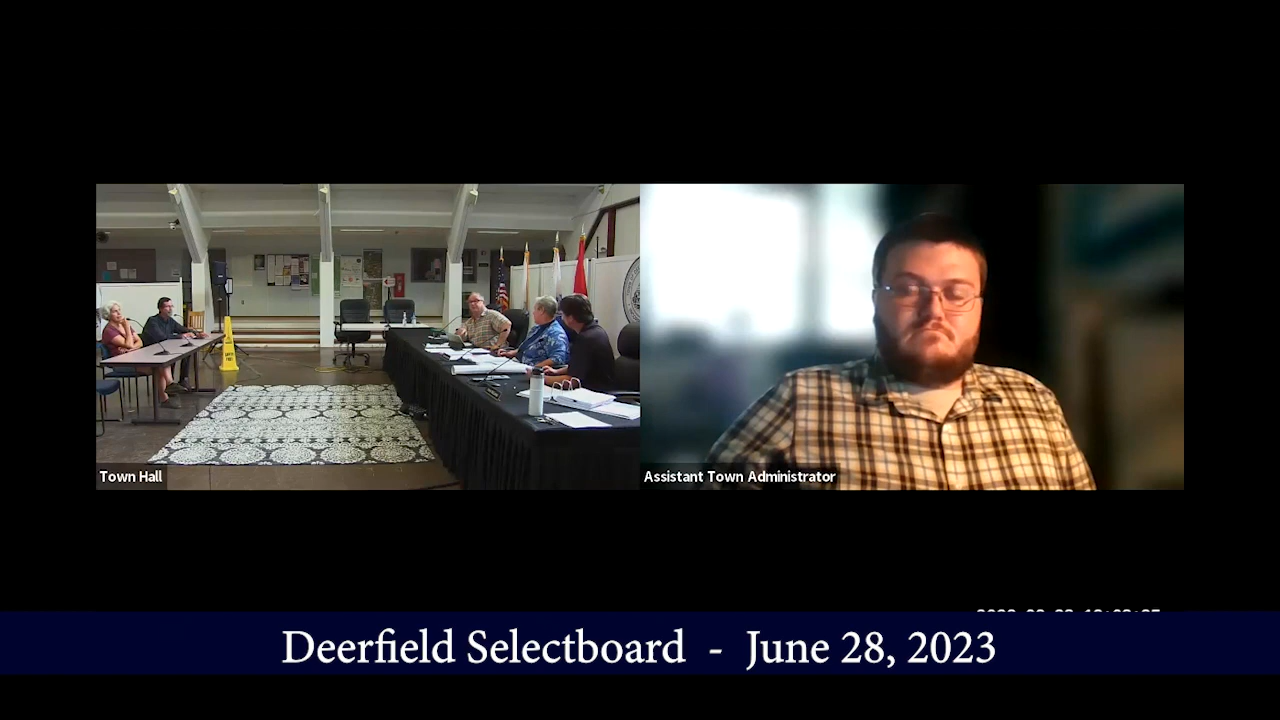 Town Hall
Assistant Town Administrator
Deerfield Selectboard - June 28, 2023